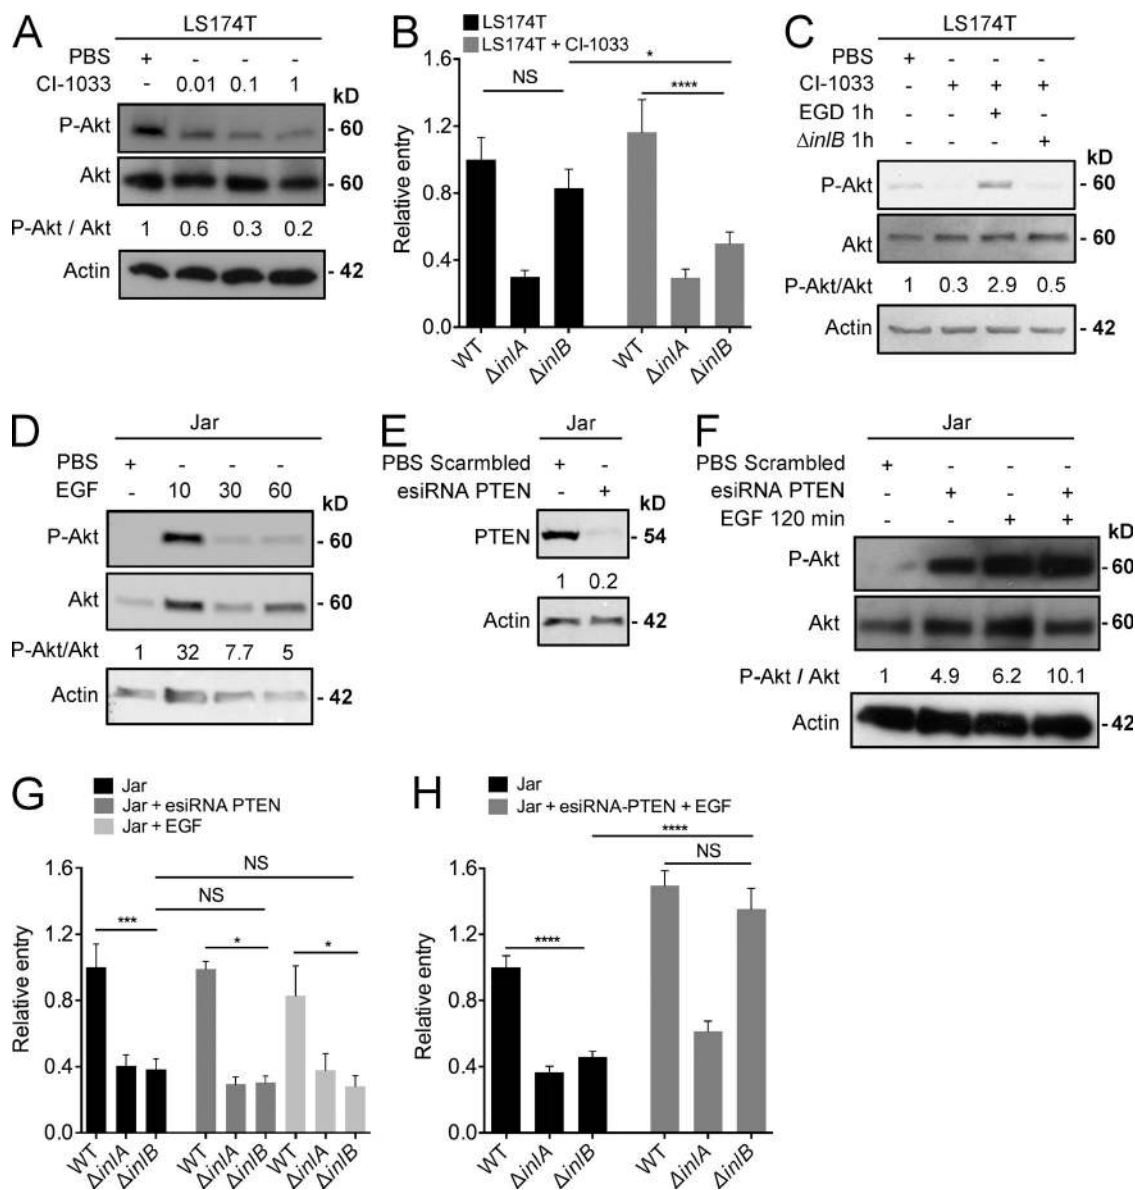 A
LS174T
PBS + - - -
CI-1033 - 0.01 0.1 1
kD
P-Akt - 60
Akt - 60
P-Akt / Akt 1 0.6 0.3 0.2
Actin - 42
B
LS174T
LS174T + CI-1033
*
NS
****
Relative entry
1.6
1.2
0.8
0.4
0.0
WT ΔinlA ΔinlB WT ΔinlA ΔinlB
C
LS174T
PBS + - - -
CI-1033 - + + +
EGD 1h - - + -
ΔinlB 1h - - - +
kD
P-Akt - 60
Akt - 60
P-Akt/Akt 1 0.3 2.9 0.5
Actin - 42
D
Jar
PBS + - - -
EGF - 10 30 60
kD
P-Akt - 60
Akt - 60
P-Akt/Akt 1 32 7.7 5
Actin - 42
E
Jar
PBS Scarmbled + -
esiRNA PTEN - +
kD
PTEN - 54
1 0.2
Actin - 42
F
Jar
PBS Scrambled + - - -
esiRNA PTEN - + - +
EGF 120 min - - + +
kD
P-Akt - 60
Akt - 60
P-Akt / Akt 1 4.9 6.2 10.1
Actin - 42
G
Jar
Jar + esiRNA PTEN
Jar + EGF
NS
NS
*** * *
Relative entry
1.6
1.2
0.8
0.4
0.0
WT ΔinlA ΔinlB WT ΔinlA ΔinlB WT ΔinlA ΔinlB
H
Jar
Jar + esiRNA-PTEN + EGF
****
NS
****
Relative entry
1.6
1.2
0.8
0.4
0.0
WT ΔinlA ΔinlB WT ΔinlA ΔinlB